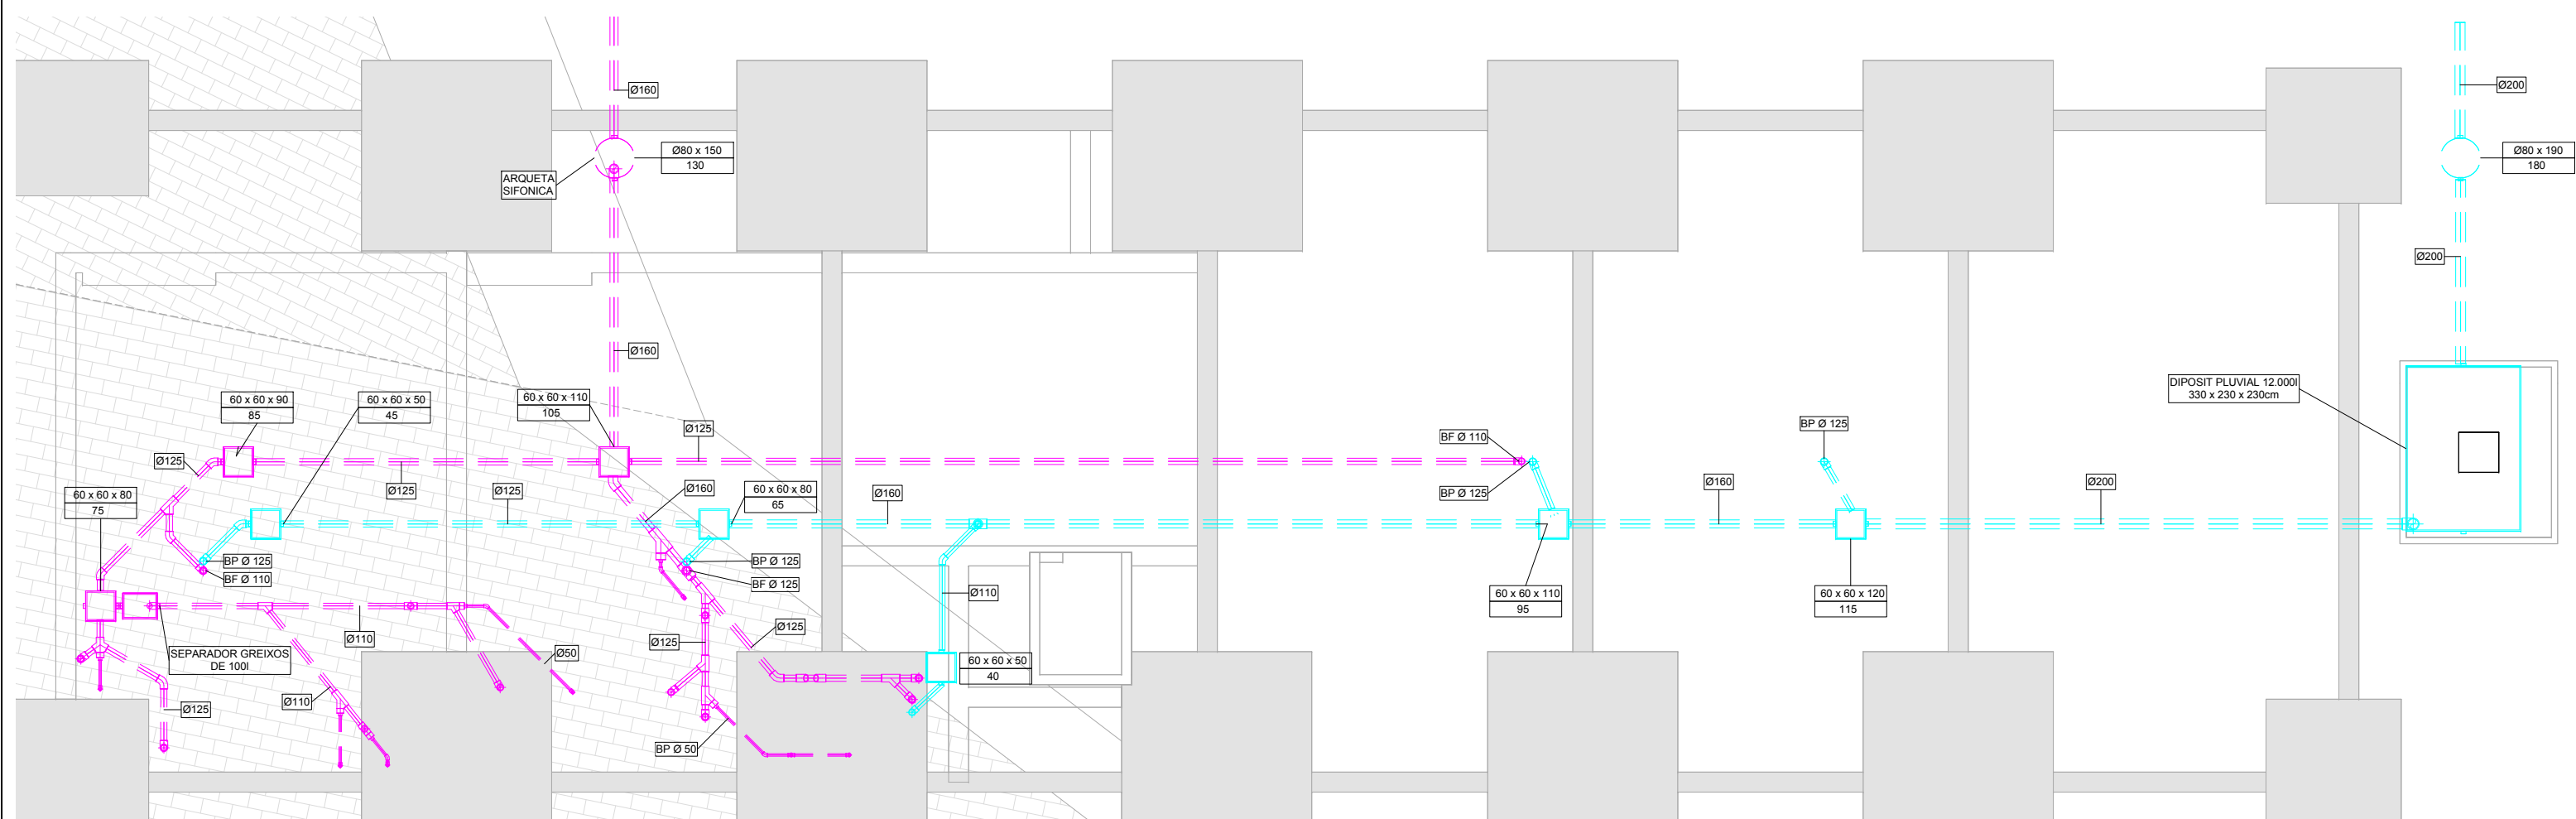 Ø200
Ø160
Ø80 x 150
130
Ø80 x 190
180
ARQUETA
SIFONICA
Ø200
Ø160
DIPOSIT PLUVIAL 12.000l
330 x 230 x 230cm
60 x 60 x 90
85
60 x 60 x 50
45
60 x 60 x 110
105
Ø125
BF Ø 110
BP Ø 125
Ø125
Ø125
Ø125
Ø160
60 x 60 x 80
65
Ø160
BP Ø 125
Ø160
Ø200
60 x 60 x 80
75
BP Ø 125
BF Ø 110
BP Ø 125
BF Ø 125
Ø110
60 x 60 x 110
95
60 x 60 x 120
115
Ø110
Ø125
Ø125
SEPARADOR GREIXOS
DE 100l
Ø50
60 x 60 x 50
40
Ø110
Ø125
BP Ø 50